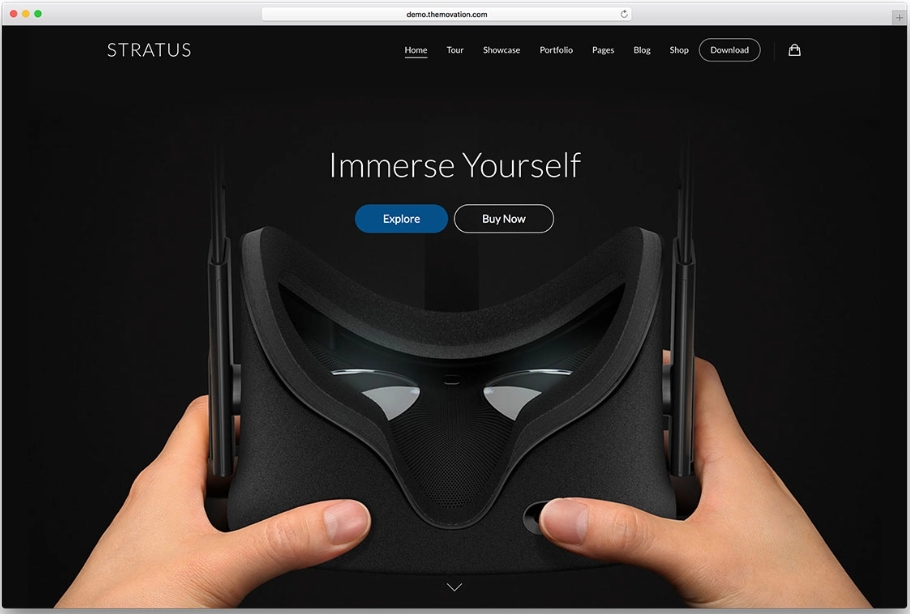 demo.themovation.com
STRATUS
Home Tour Showcase Portfolio Pages Blog Shop Download
Immerse Yourself
Explore Buy Now